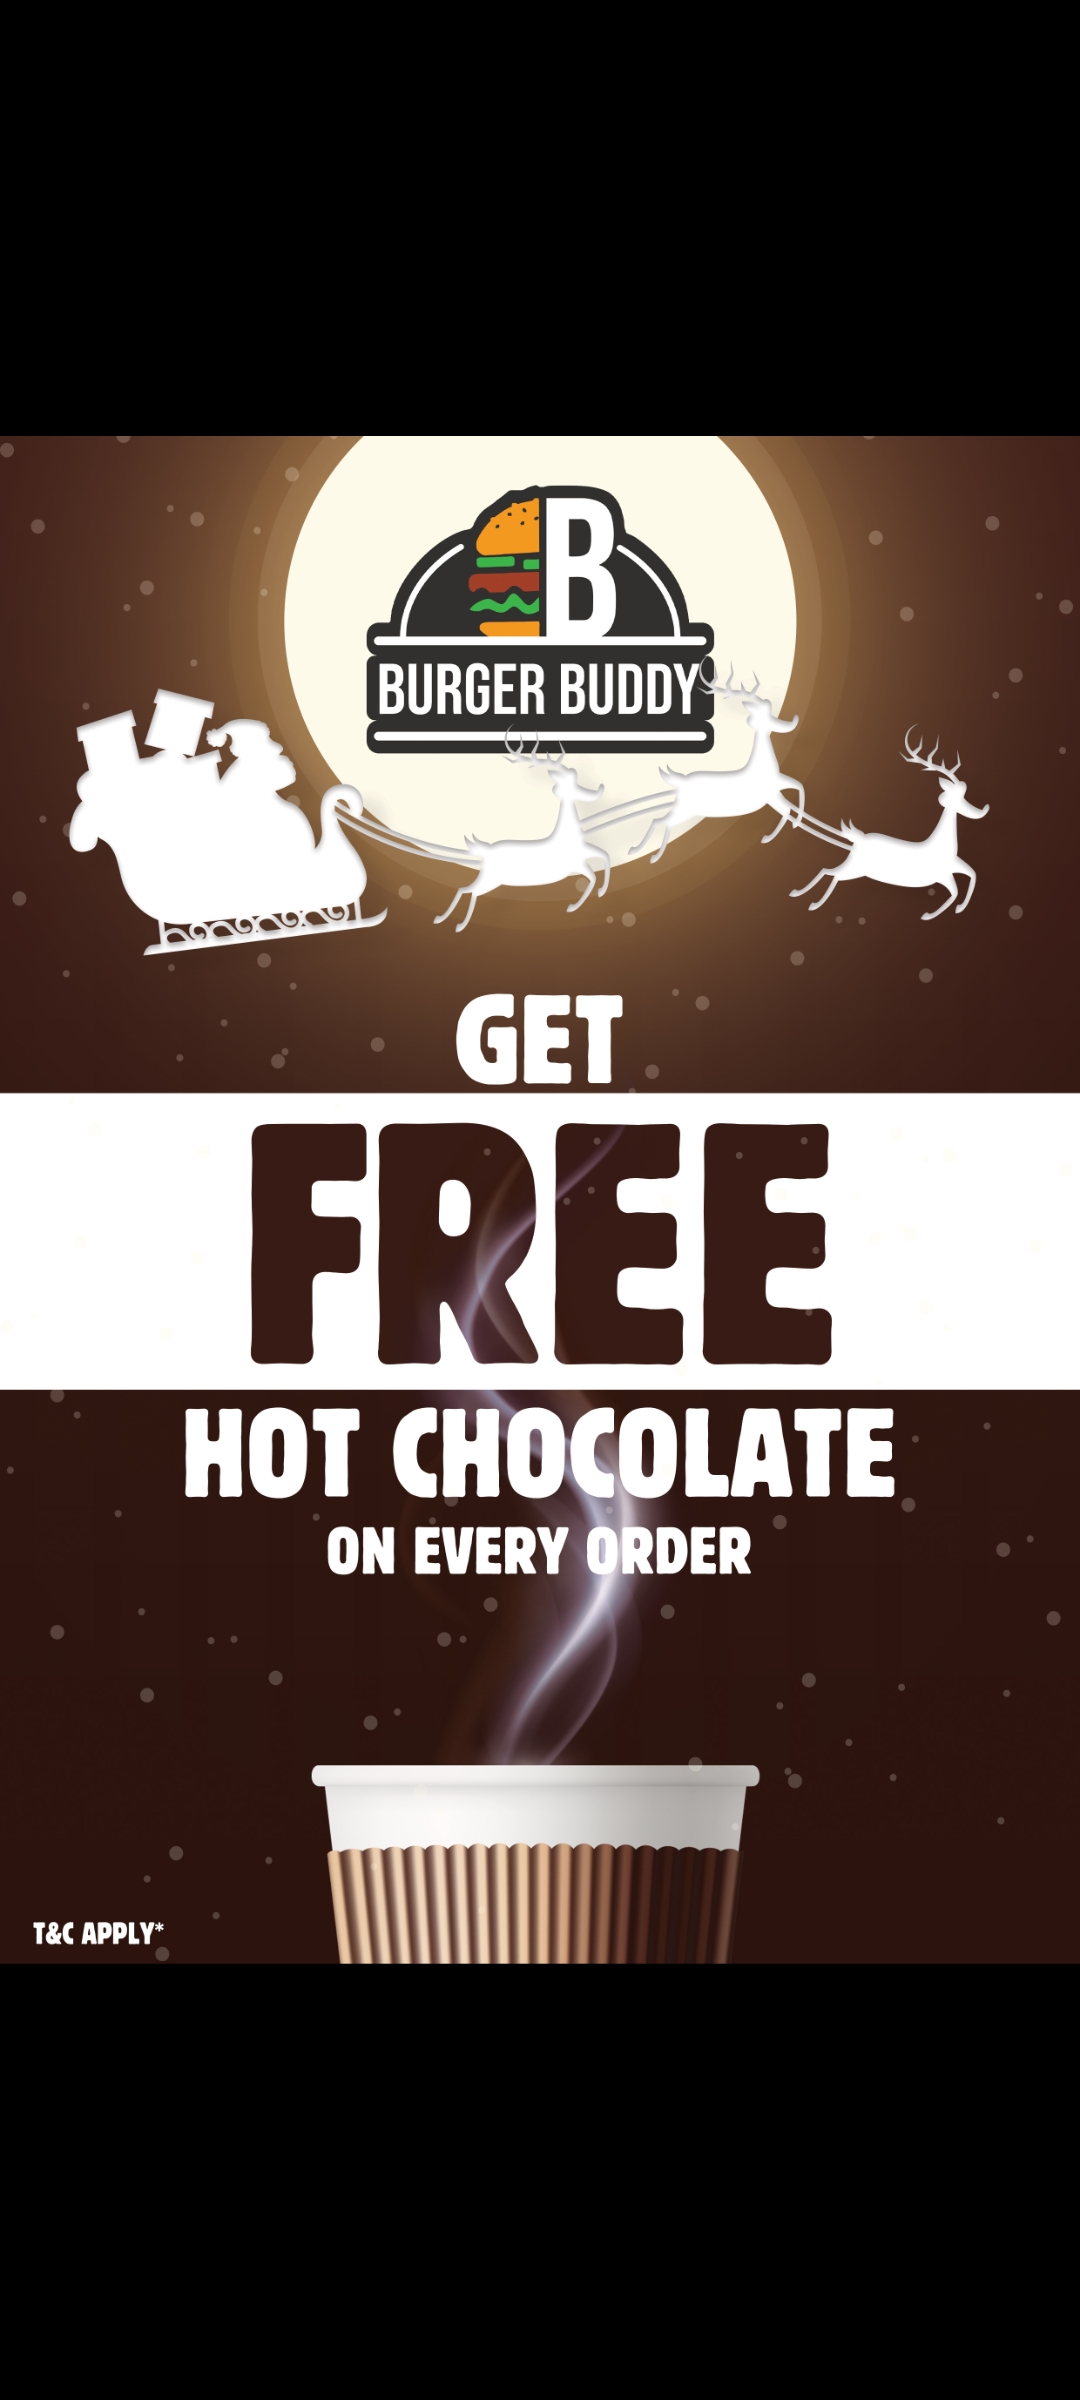 B
BURGER BUDDY
GET
FREE
HOT CHOCOLATE
ON EVERY ORDER
T&C APPLY*